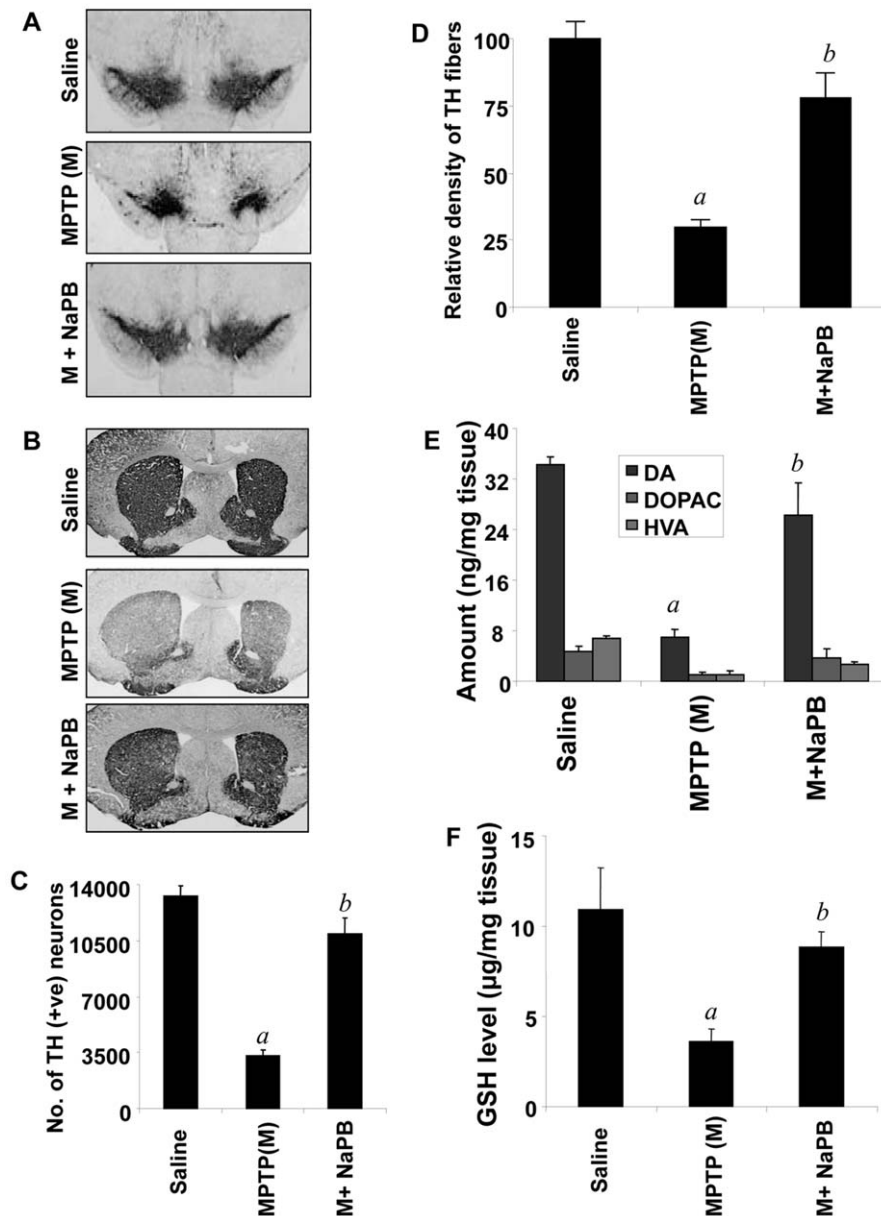 A
Saline
MPTP (M)
M + NaPB
B
Saline
MPTP (M)
M + NaPB
C
No. of TH (+ve) neurons
14000
10500
7000
3500
0
a
b
Saline
MPTP(M)
M+ NaPB
D
Relative density of TH fibers
100
75
50
25
0
a
b
Saline
MPTP(M)
M+NaPB
E
Amount (ng/mg tissue)
40
32
24
16
8
0
DA
DOPAC
HVA
a
b
Saline
MPTP (M)
M+NaPB
F
GSH level (µg/mg tissue)
15
10
5
0
a
b
Saline
MPTP (M)
M+ NaPB